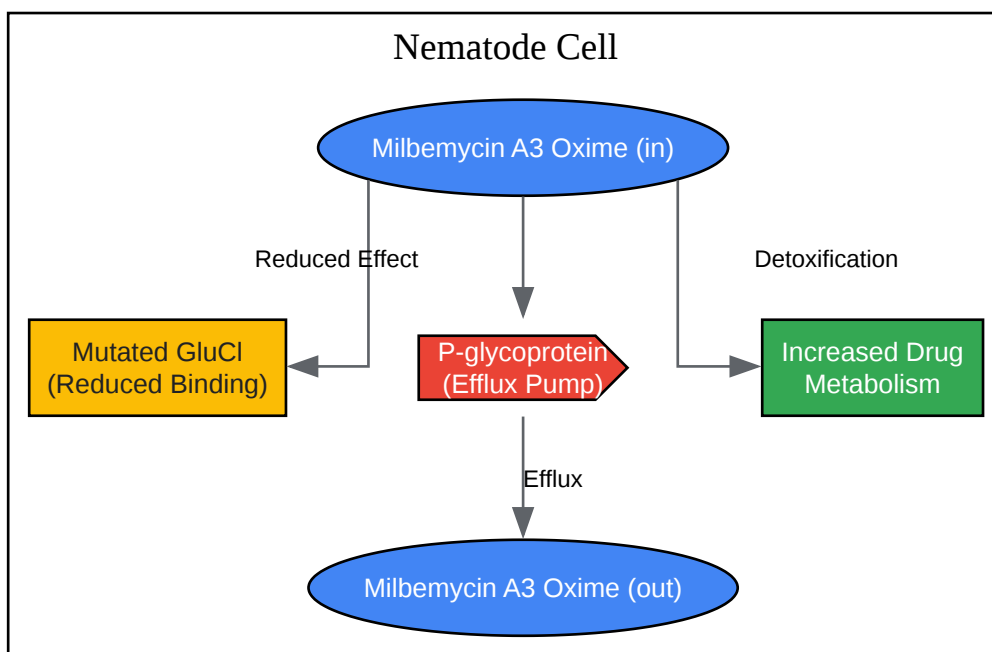 Nematode Cell
Milbemycin A3 Oxime (in)
Reduced Effect
Detoxification
Mutated GluCl
(Reduced Binding)
P-glycoprotein
(Efflux Pump)
Increased Drug
Metabolism
Efflux
Milbemycin A3 Oxime (out)